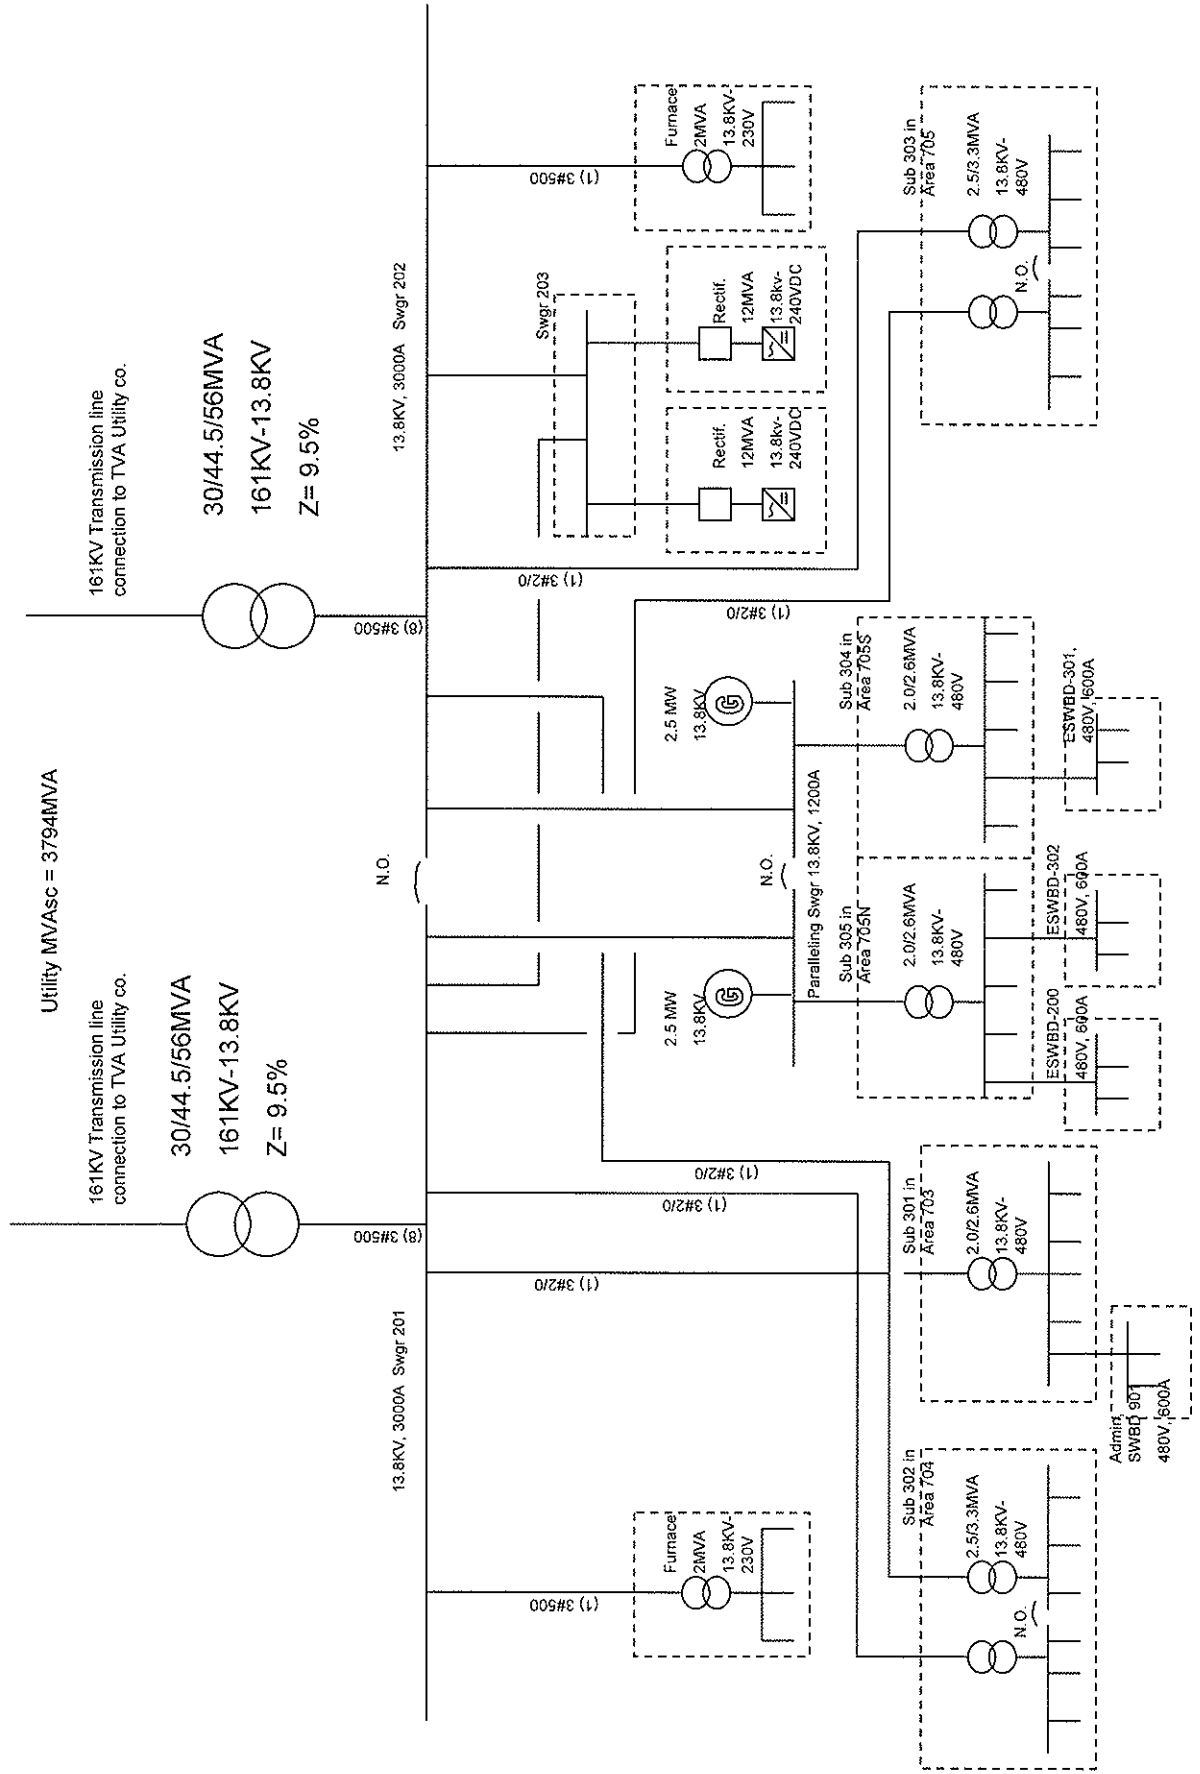 Utility MVAsc = 3794MVA
161KV Transmission line
connection to TVA Utility co.
30/44.5/56MVA
161KV-13.8KV
Z= 9.5%
(8) 3#500
161KV Transmission line
connection to TVA Utility co.
30/44.5/56MVA
161KV-13.8KV
Z= 9.5%
(8) 3#500
13.8KV, 3000A Swgr 201
N.O.
13.8KV, 3000A Swgr 202
(1) 3#500
Furnace
2MVA
13.8KV-
230V
(1) 3#2/0
(1) 3#2/0
(1) 3#2/0
2.5 MW
13.8KV
G
N.O.
2.5 MW
13.8KV
G
Paralleling Swgr 13.8KV, 1200A
(1) 3#2/0
(1) 3#2/0
Swgr 203
Rectif.
12MVA
13.8kv-
240VDC
Rectif.
12MVA
13.8kv-
240VDC
(1) 3#500
Furnace
2MVA
13.8KV-
230V
Sub 302 in
Area 704
2.5/3.3MVA
13.8KV-
480V
N.O.
Sub 301 in
Area 703
2.0/2.6MVA
13.8KV-
480V
Admin,
SWBD 901
480V, 600A
Sub 305 in
Area 705N
2.0/2.6MVA
13.8KV-
480V
ESWBD-200
480V, 600A
ESWBD-302
480V, 600A
Sub 304 in
Area 705S
2.0/2.6MVA
13.8KV-
480V
ESWBD-301,
480V, 600A
Sub 303 in
Area 705
2.5/3.3MVA
13.8KV-
480V
N.O.